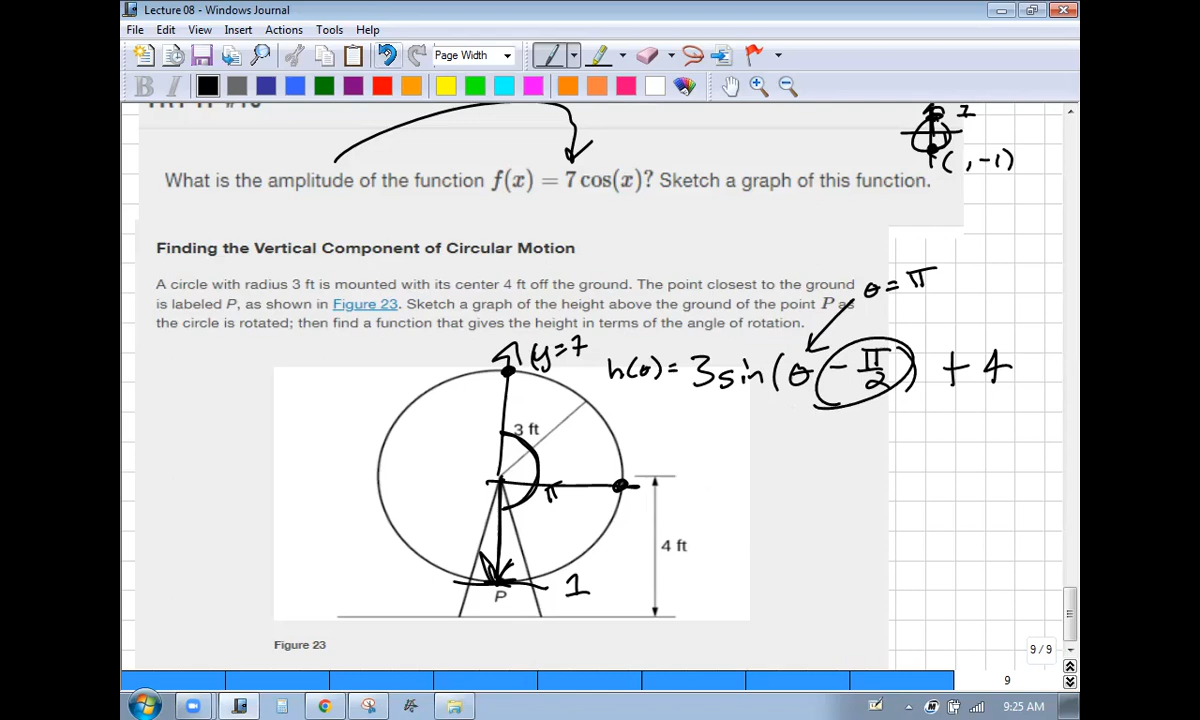 Lecture 08 - Windows Journal
File Edit View Insert Actions Tools Help
Page Width
B I
What is the amplitude of the function f(x) = 7 cos(x)? Sketch a graph of this function.
( , -1)
Finding the Vertical Component of Circular Motion
A circle with radius 3 ft is mounted with its center 4 ft off the ground. The point closest to the ground
is labeled P, as shown in Figure 23. Sketch a graph of the height above the ground of the point P as
the circle is rotated; then find a function that gives the height in terms of the angle of rotation.
θ = π
y = 7
h(θ) = 3 sin(θ - π/2) + 4
3 ft
π
4 ft
1
P
Figure 23
9 / 9
9
9:25 AM